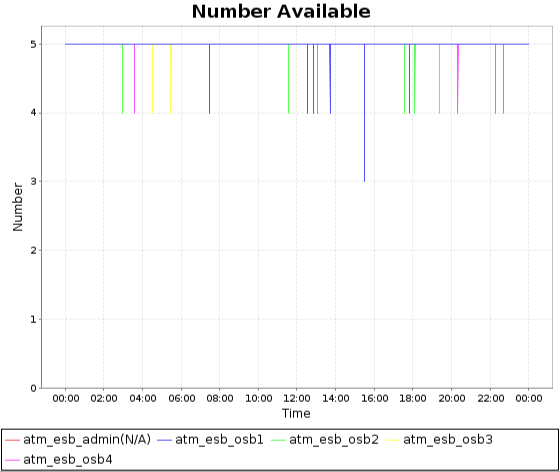 Number Available
5
4
3
2
1
0
Number
00:00 02:00 04:00 06:00 08:00 10:00 12:00 14:00 16:00 18:00 20:00 22:00 00:00
Time
atm_esb_admin(N/A) atm_esb_osb1 atm_esb_osb2 atm_esb_osb3
atm_esb_osb4